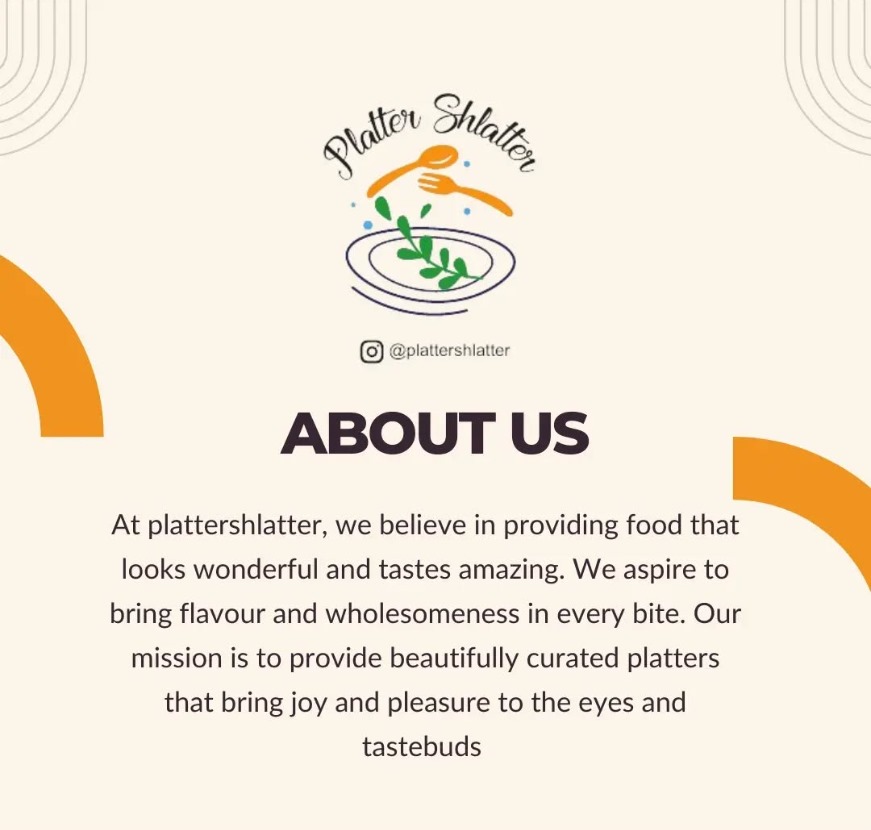 Platter Shlatter
@plattershlatter
ABOUT US
At plattershlatter, we believe in providing food that
looks wonderful and tastes amazing. We aspire to
bring flavour and wholesomeness in every bite. Our
mission is to provide beautifully curated platters
that bring joy and pleasure to the eyes and
tastebuds